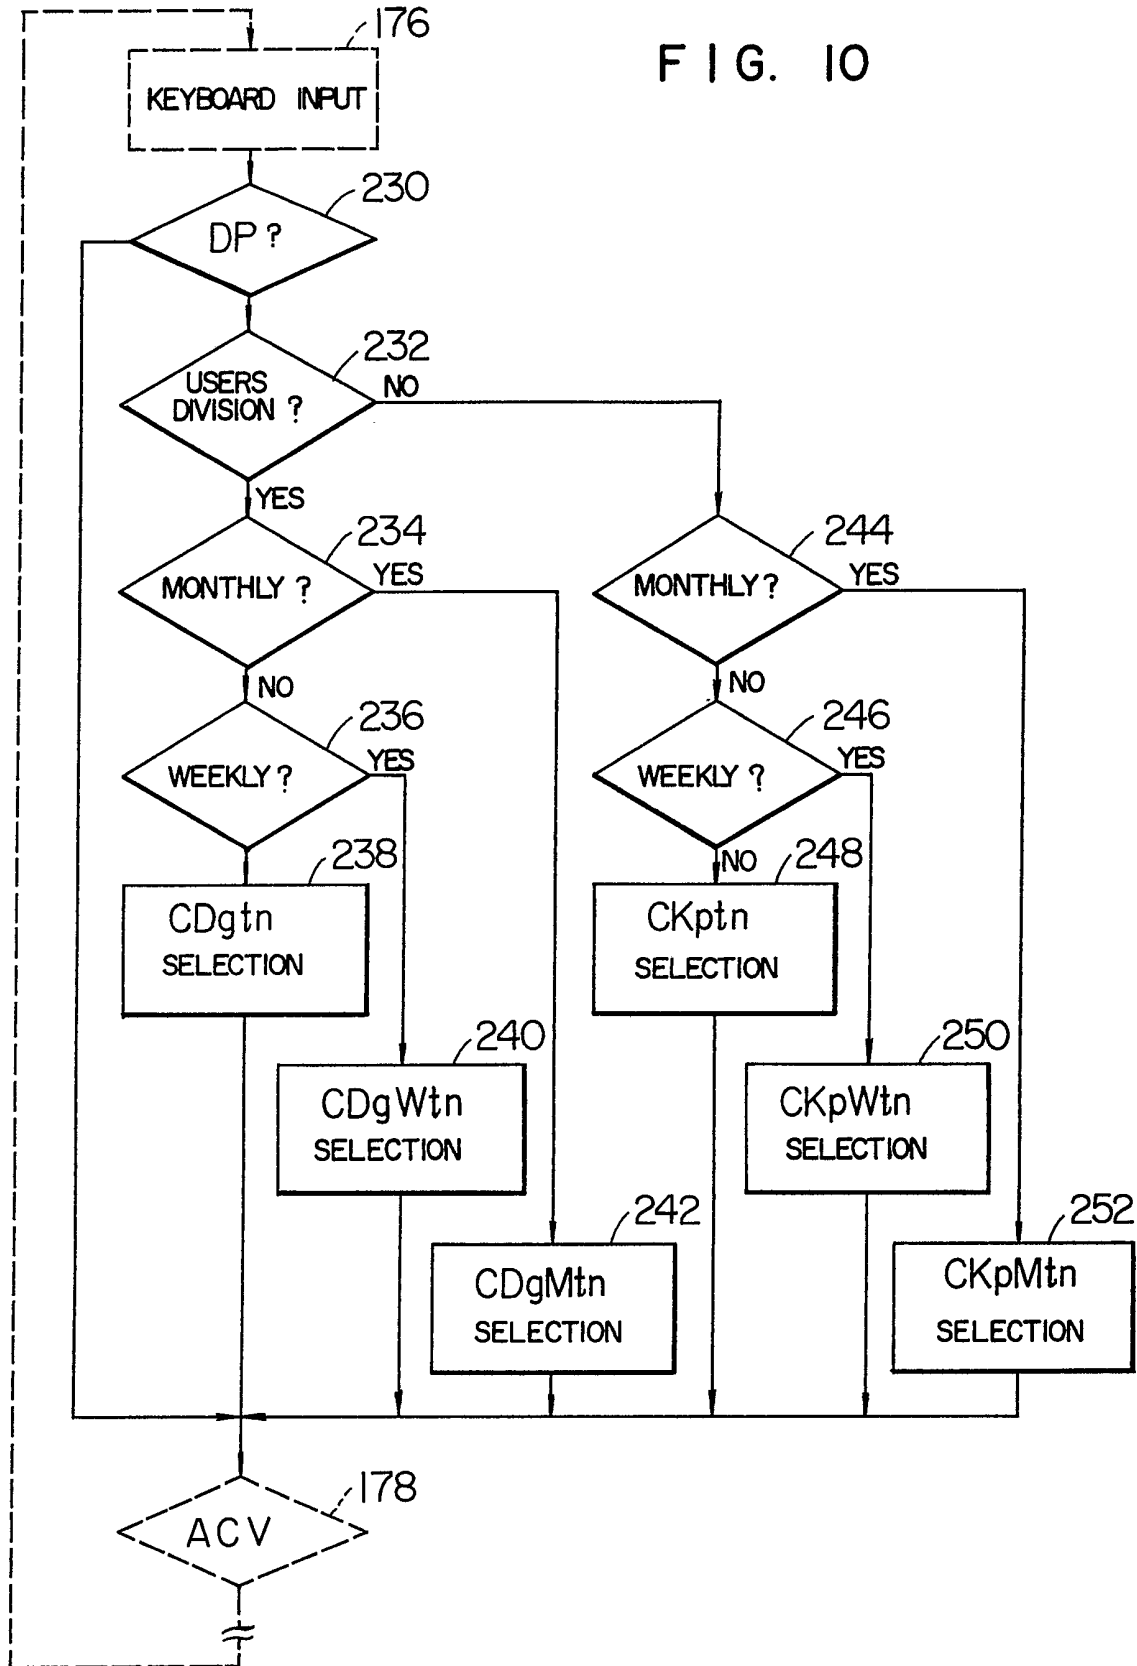 176
FIG. 10
KEYBOARD INPUT
230
DP ?
232
USERS
DIVISION ?
NO
YES
234
MONTHLY ?
YES
244
MONTHLY ?
YES
NO
NO
236
WEEKLY ?
YES
246
WEEKLY ?
YES
238
NO
248
CDgtn
SELECTION
CKptn
SELECTION
240
CDgWtn
SELECTION
250
CKpWtn
SELECTION
242
CDgMtn
SELECTION
252
CKpMtn
SELECTION
178
ACV